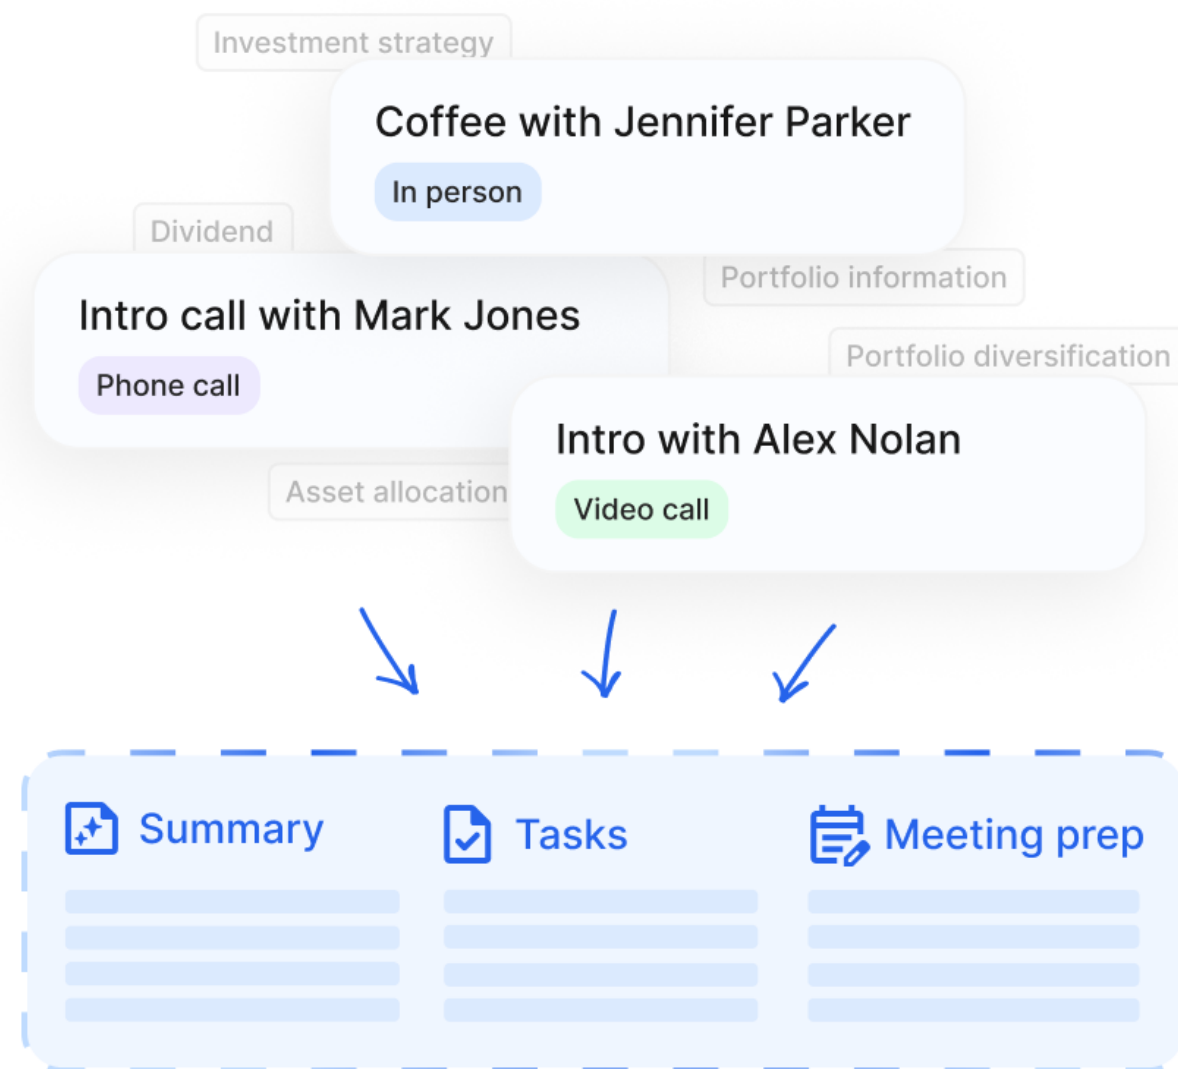 Investment strategy
Coffee with Jennifer Parker
In person
Dividend
Intro call with Mark Jones
Phone call
Portfolio information
Portfolio diversification
Intro with Alex Nolan
Video call
Asset allocation
Summary
Tasks
Meeting prep